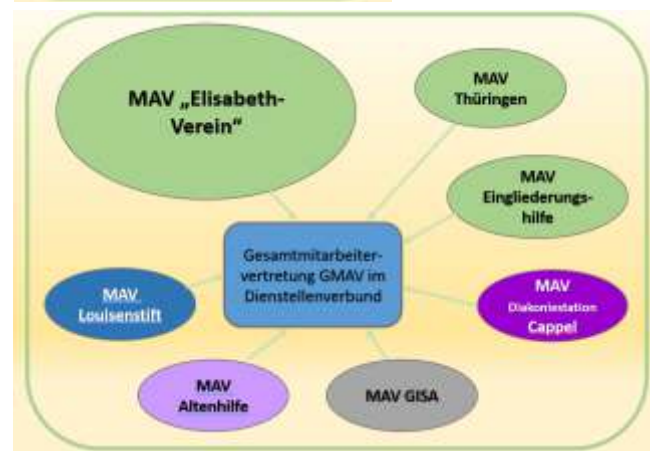 MAV „Elisabeth-
Verein“
MAV
Thüringen
MAV
Eingliederungs-
hilfe
Gesamtmitarbeiter-
vertretung GMAV im
Dienstellenverbund
MAV
Louisenstift
MAV
Diakoniestation
Cappel
MAV
Altenhilfe
MAV GISA